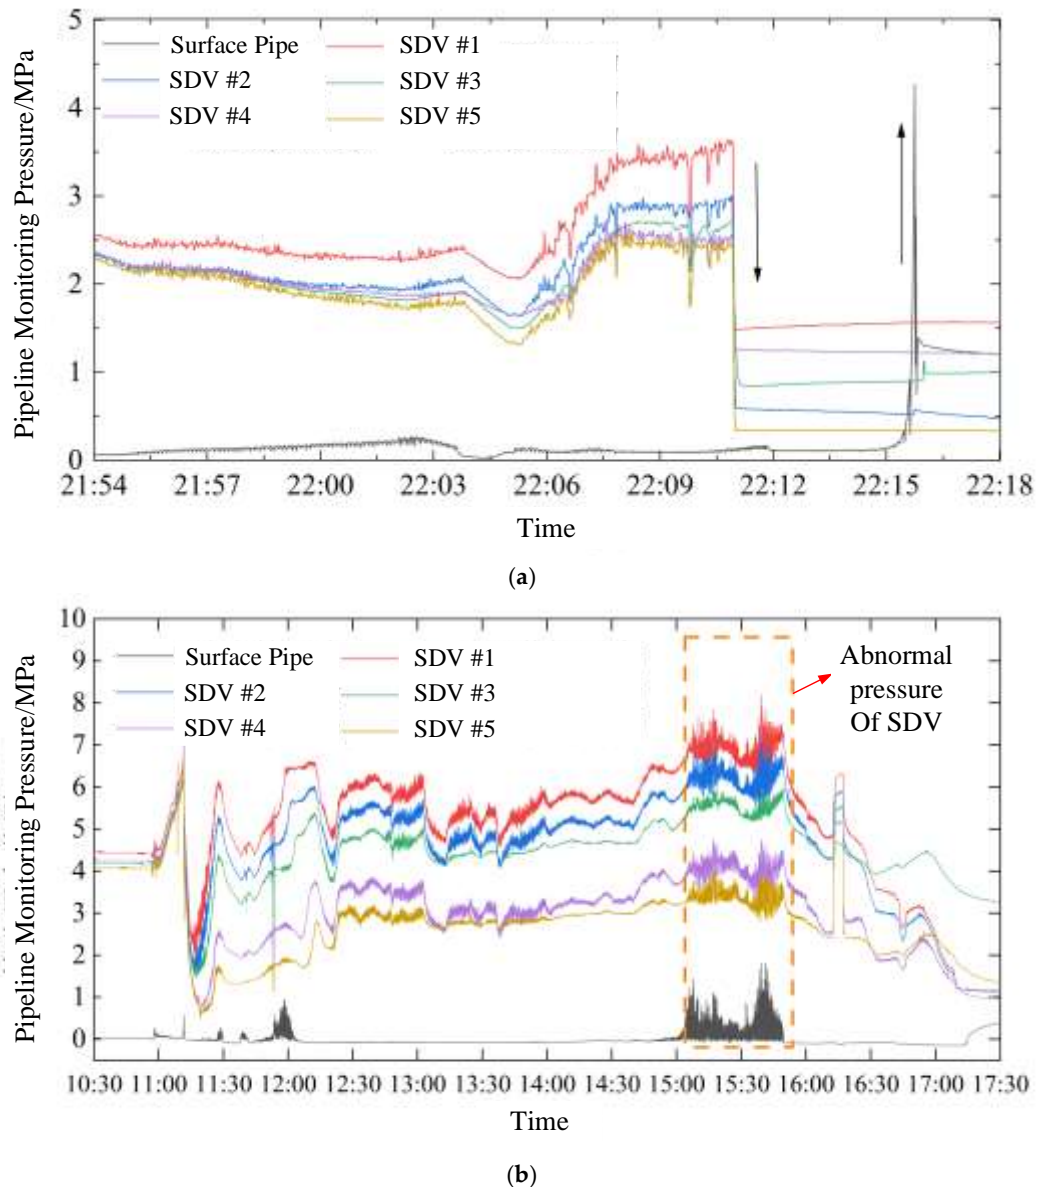 Pipeline Monitoring Pressure/MPa
5
4
3
2
1
0
Surface Pipe
SDV #1
SDV #2
SDV #3
SDV #4
SDV #5
21:54 21:57 22:00 22:03 22:06 22:09 22:12 22:15 22:18
Time
(a)
Pipeline Monitoring Pressure/MPa
10
9
8
7
6
5
4
3
2
1
0
Surface Pipe
SDV #1
SDV #2
SDV #3
SDV #4
SDV #5
Abnormal
pressure
Of SDV
10:30 11:00 11:30 12:00 12:30 13:00 13:30 14:00 14:30 15:00 15:30 16:00 16:30 17:00 17:30
Time
(b)